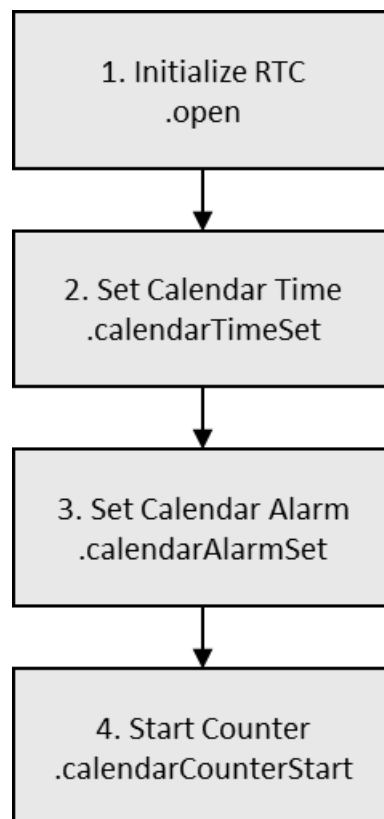 1. Initialize RTC
.open
2. Set Calendar Time
.calendarTimeSet
3. Set Calendar Alarm
.calendarAlarmSet
4. Start Counter
.calendarCounterStart